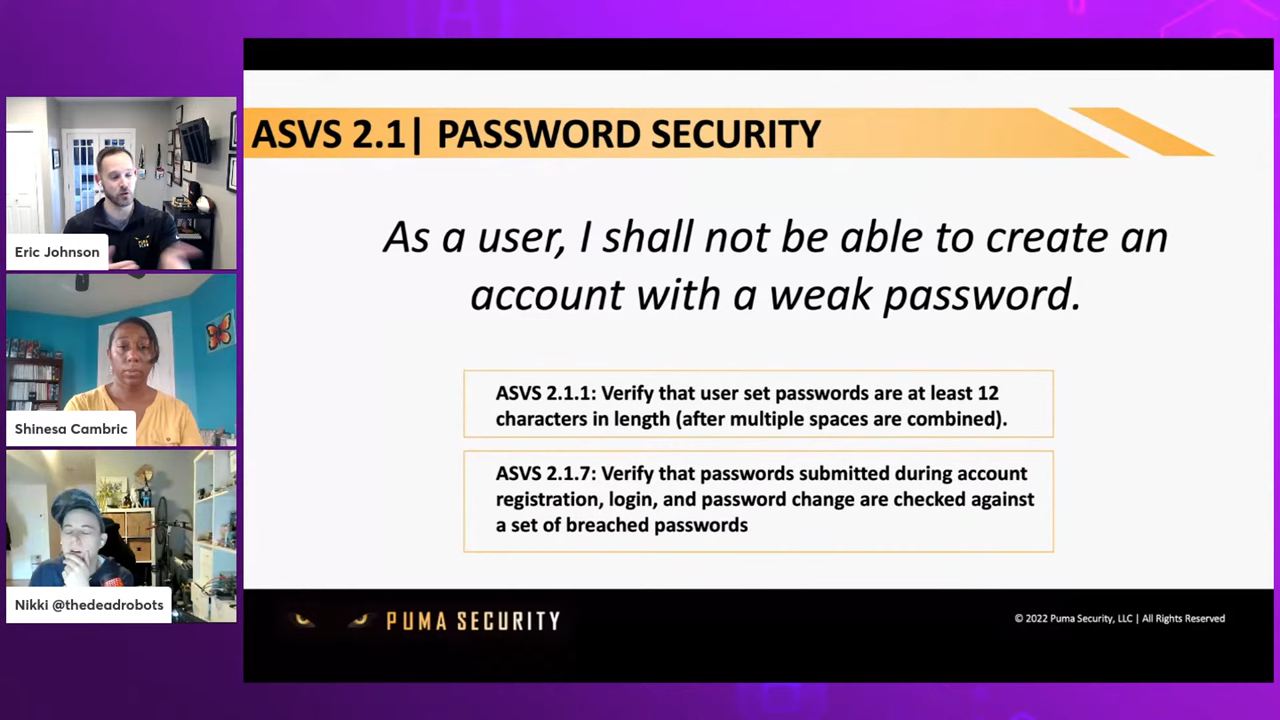 ASVS 2.1| PASSWORD SECURITY
As a user, I shall not be able to create an
account with a weak password.
ASVS 2.1.1: Verify that user set passwords are at least 12
characters in length (after multiple spaces are combined).
ASVS 2.1.7: Verify that passwords submitted during account
registration, login, and password change are checked against
a set of breached passwords
PUMA SECURITY
© 2022 Puma Security, LLC | All Rights Reserved
Eric Johnson
Shinesa Cambric
Nikki @thedeadrobots